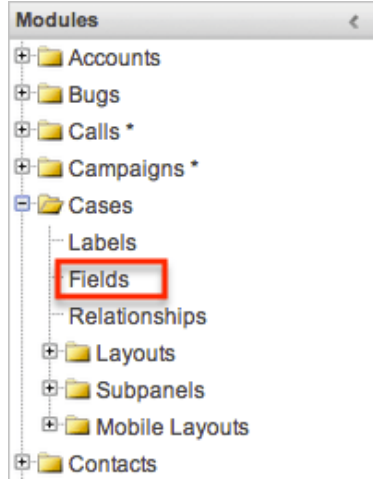 Modules
Accounts
Bugs
Calls *
Campaigns *
Cases
Labels
Fields
Relationships
Layouts
Subpanels
Mobile Layouts
Contacts